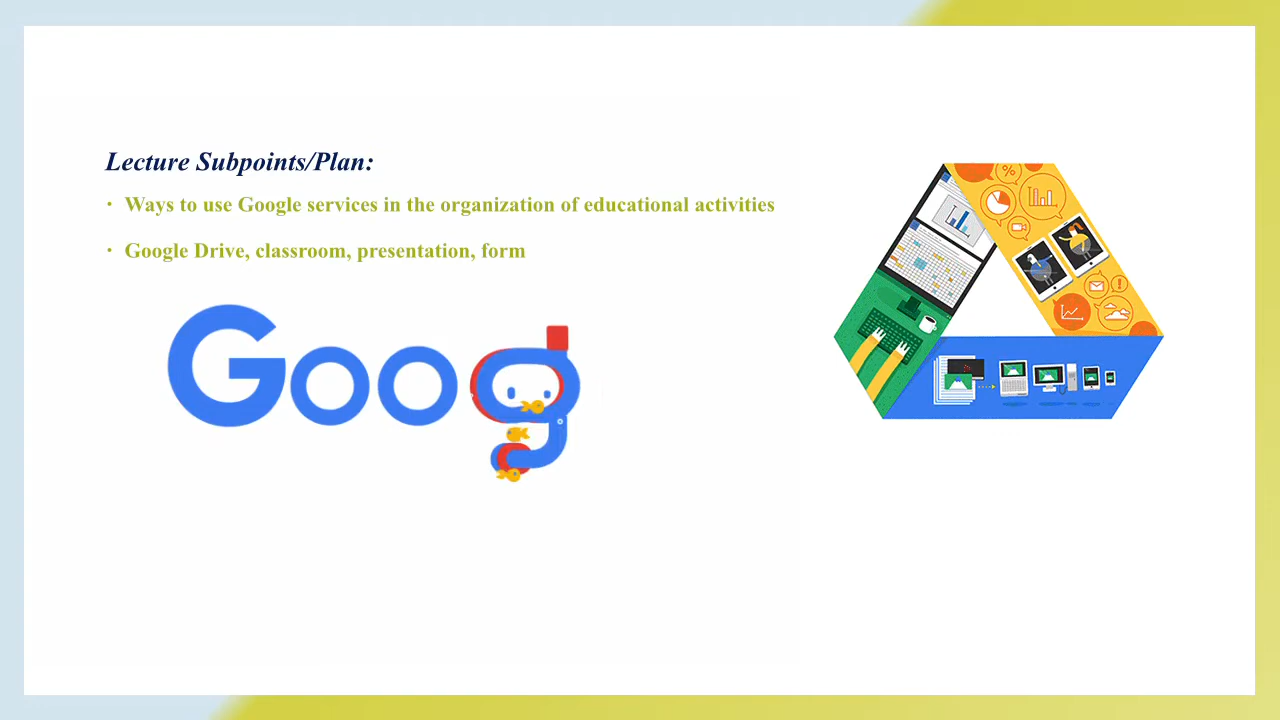 Lecture Subpoints/Plan:
· Ways to use Google services in the organization of educational activities
· Google Drive, classroom, presentation, form
Goog
%
!